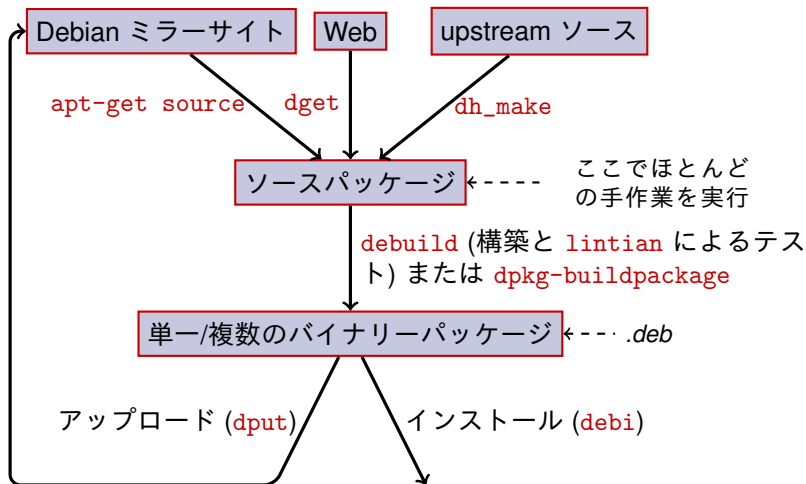 Debian ミラーサイト
Web
upstream ソース
apt-get source
dget
dh_make
ソースパッケージ
ここでほとんど
の手作業を実行
debuild (構築と lintian によるテス
ト) または dpkg-buildpackage
単一/複数のバイナリーパッケージ
.deb
アップロード (dput)
インストール (debi)